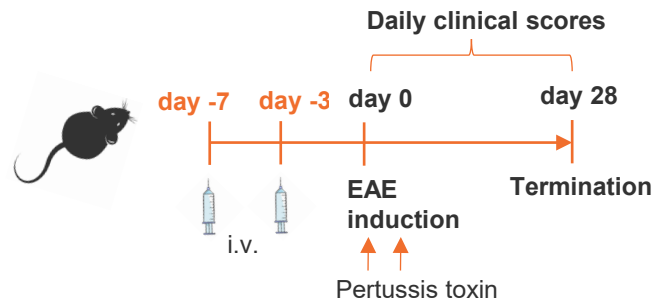 Daily clinical scores
day -7 day -3 day 0 day 28
i.v.
EAE
induction
Termination
Pertussis toxin